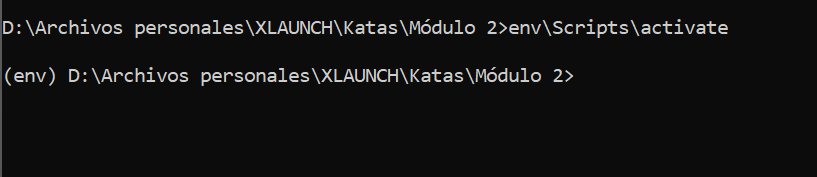 D:\Archivos personales\XLAUNCH\Katas\Módulo 2>env\Scripts\activate
(env) D:\Archivos personales\XLAUNCH\Katas\Módulo 2>